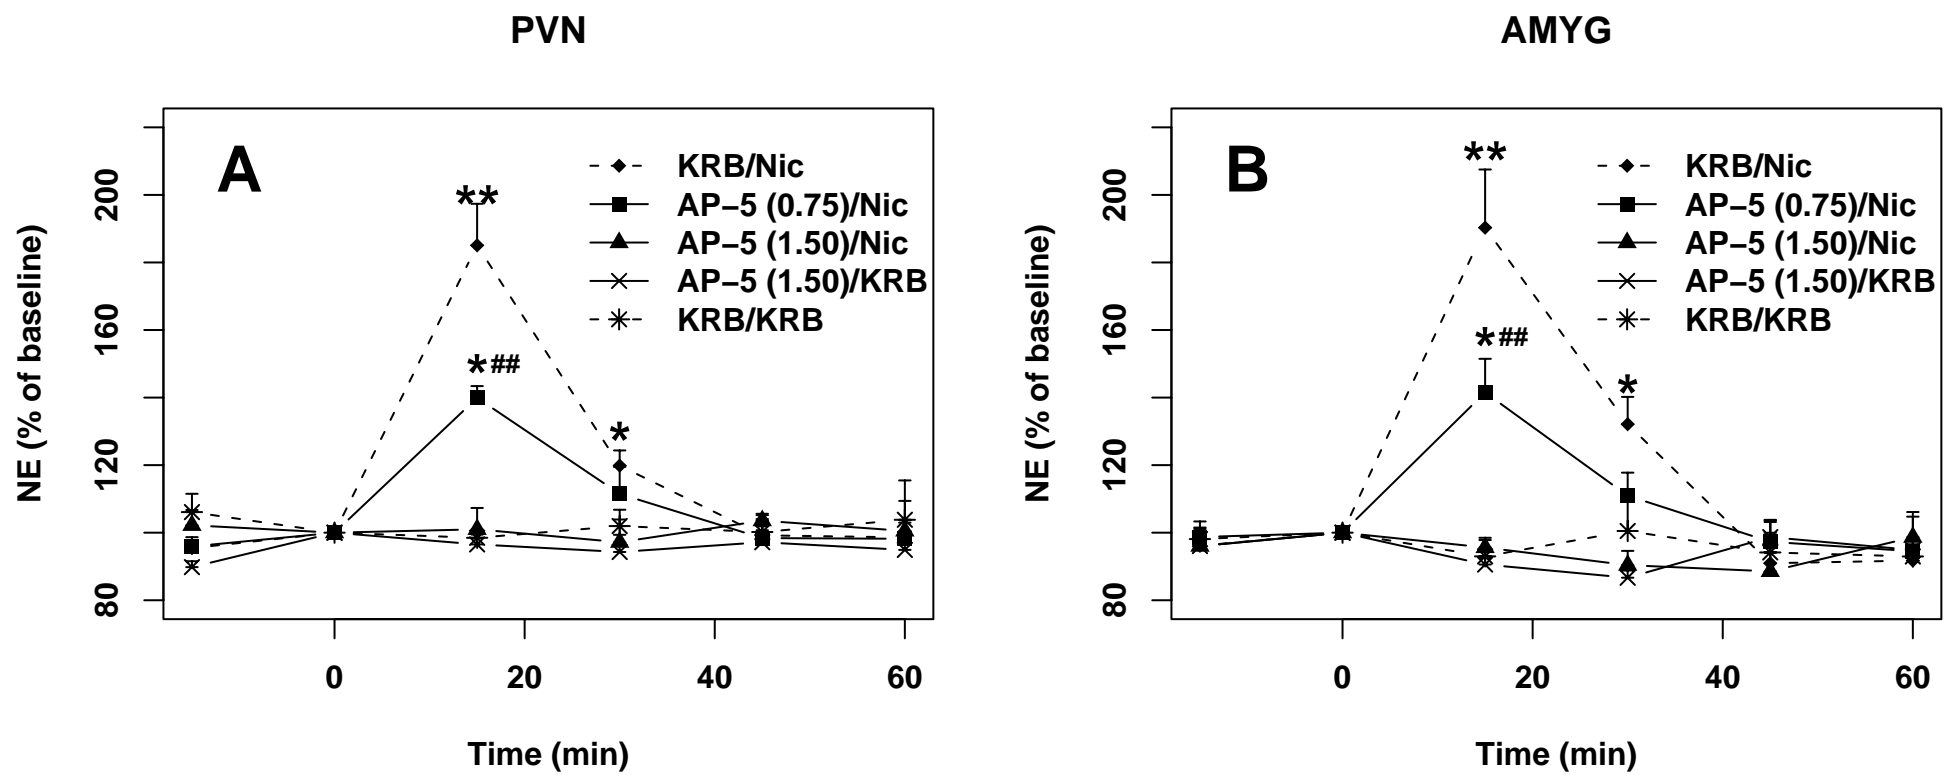 PVN
A
KRB/Nic
AP–5 (0.75)/Nic
AP–5 (1.50)/Nic
AP–5 (1.50)/KRB
KRB/KRB
**
*##
*
NE (% of baseline)
80
120
160
200
0
20
40
60
Time (min)
AMYG
B
KRB/Nic
AP–5 (0.75)/Nic
AP–5 (1.50)/Nic
AP–5 (1.50)/KRB
KRB/KRB
**
*##
*
NE (% of baseline)
80
120
160
200
0
20
40
60
Time (min)